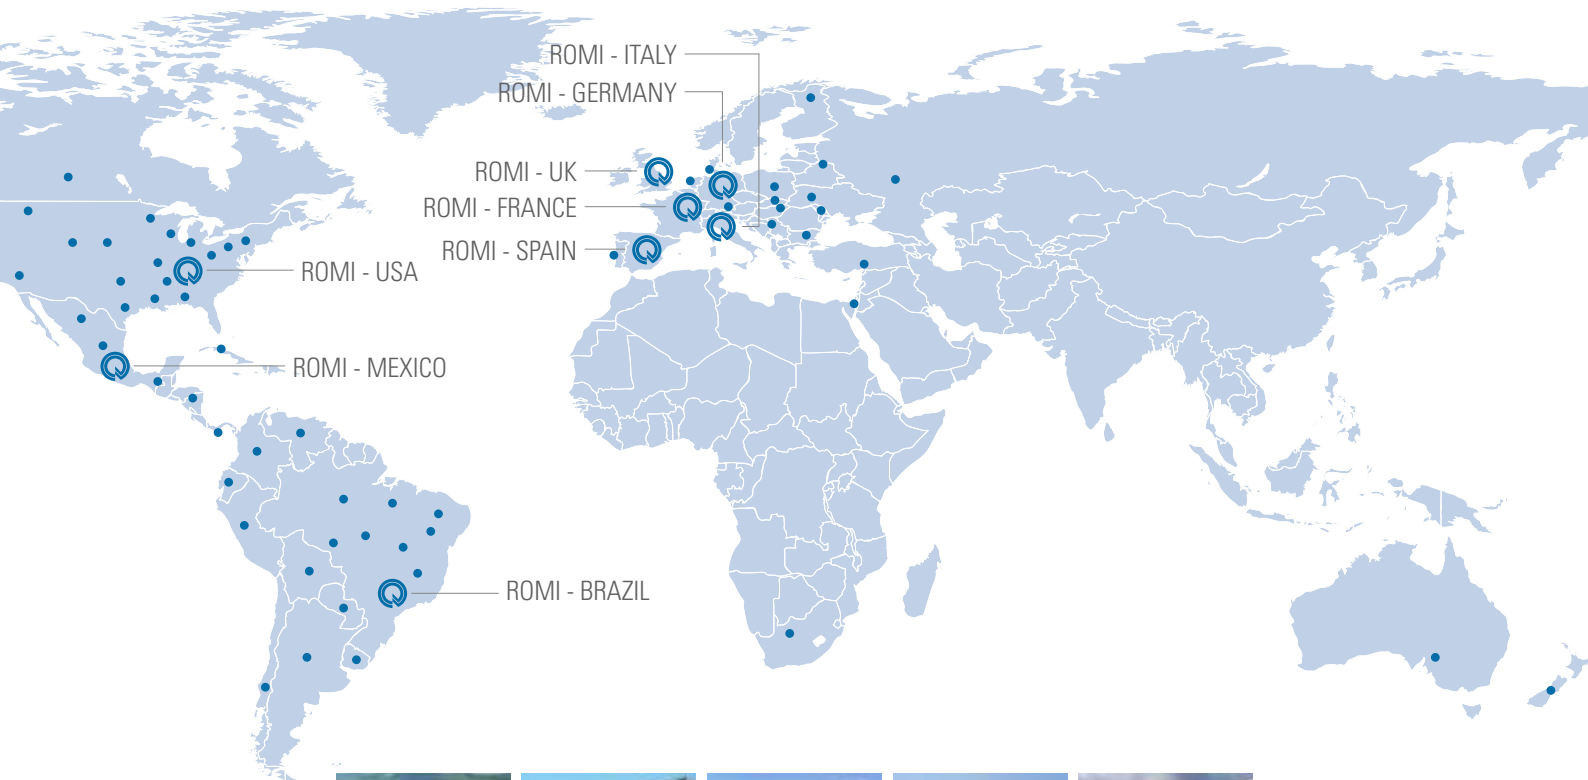 ROMI - ITALY
ROMI - GERMANY
ROMI - UK
ROMI - FRANCE
ROMI - SPAIN
ROMI - USA
ROMI - MEXICO
ROMI - BRAZIL